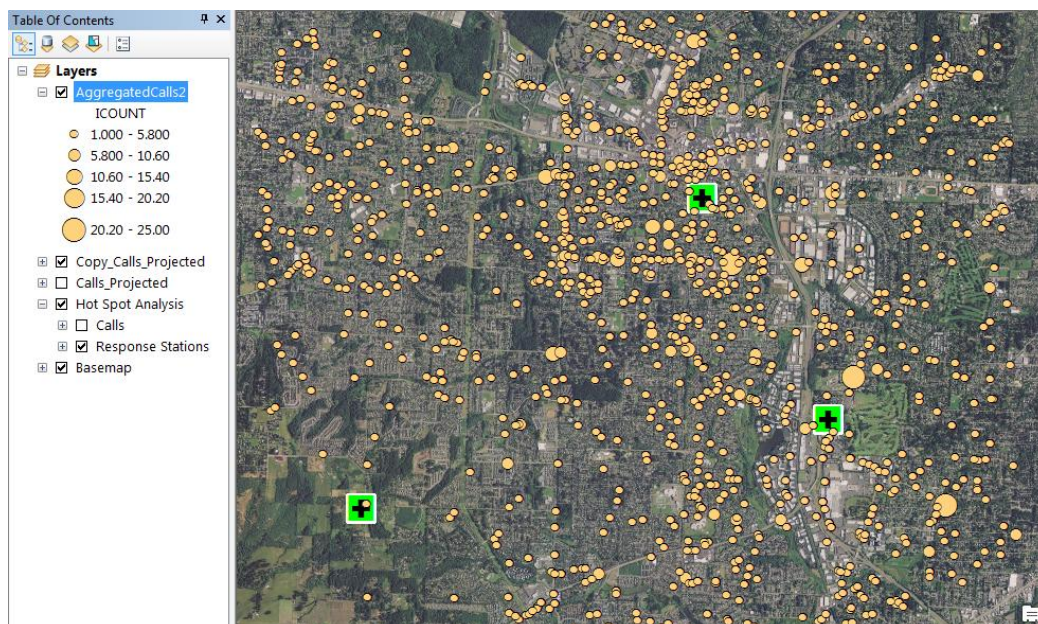 Table Of Contents
Layers
AggregatedCalls2
ICOUNT
1.000 - 5.800
5.800 - 10.60
10.60 - 15.40
15.40 - 20.20
20.20 - 25.00
Copy_Calls_Projected
Calls_Projected
Hot Spot Analysis
Calls
Response Stations
Basemap